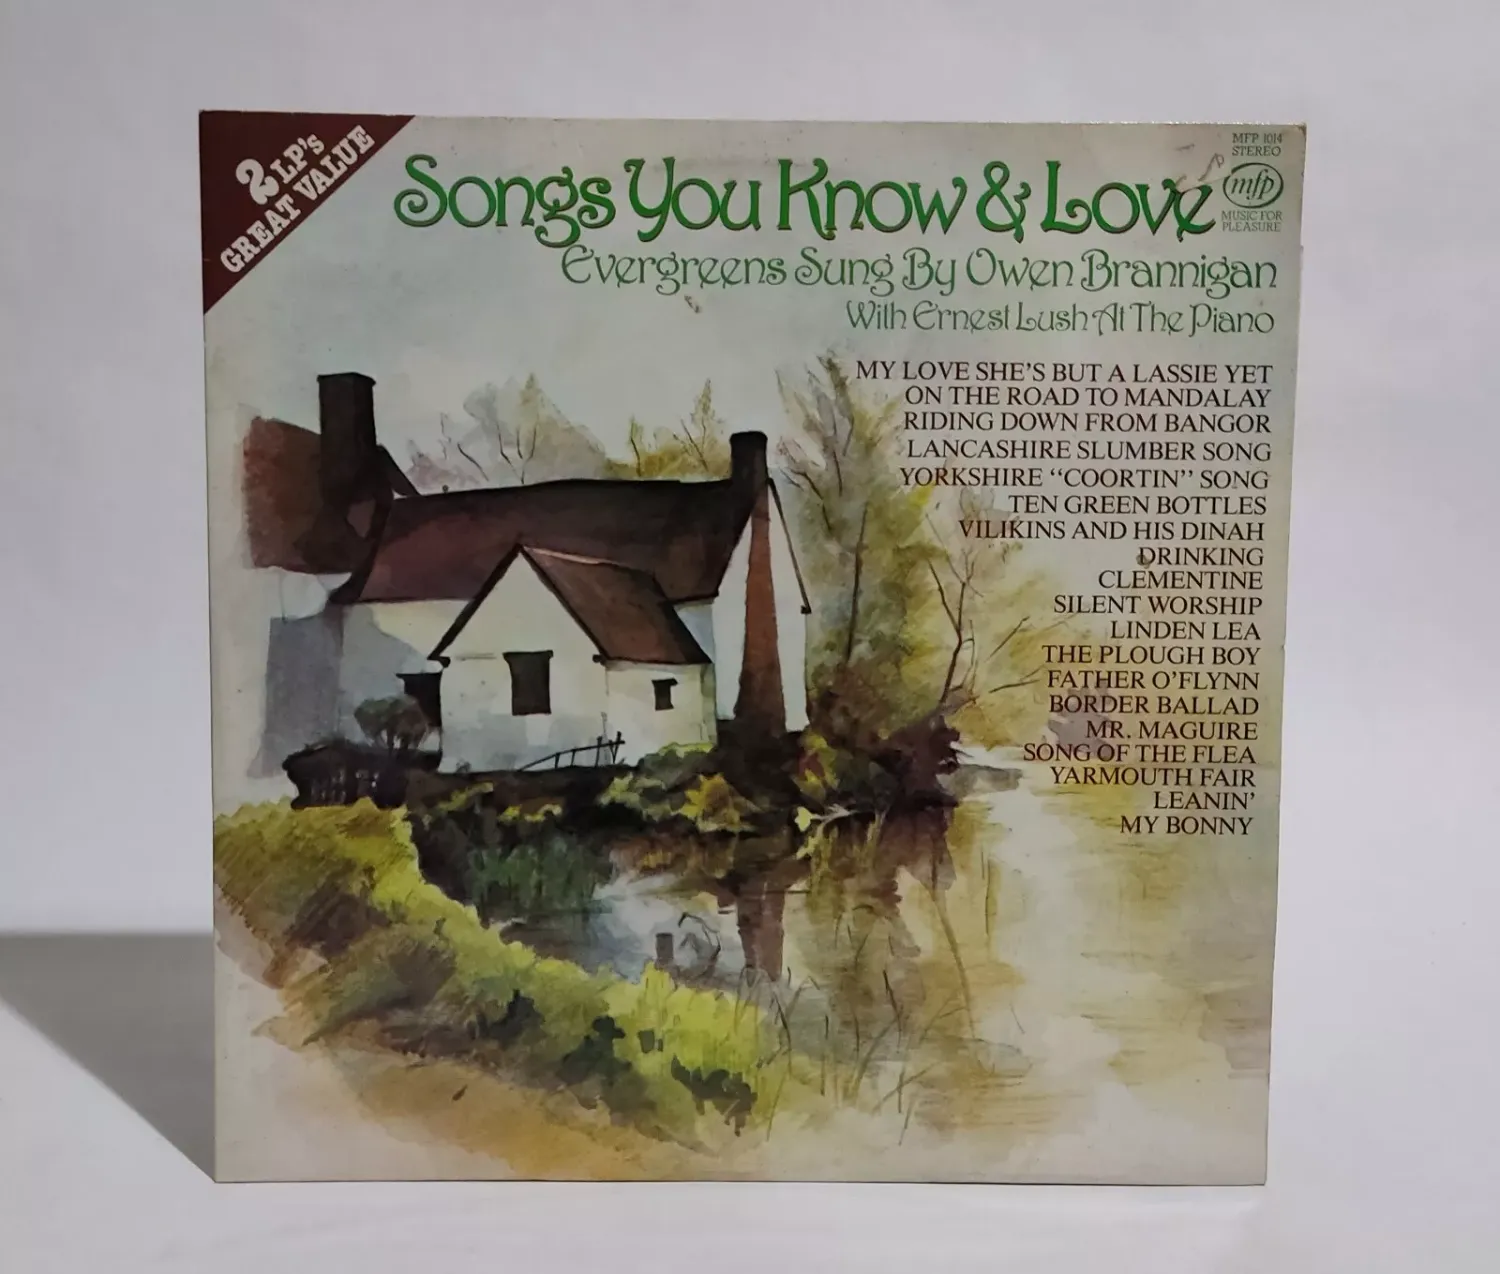 2 LP's
GREAT VALUE
MFP 1014
STEREO
mfp
MUSIC FOR
PLEASURE
Songs You Know & Love
Evergreens Sung By Owen Brannigan
With Ernest Lush At The Piano
MY LOVE SHE'S BUT A LASSIE YET
ON THE ROAD TO MANDALAY
RIDING DOWN FROM BANGOR
LANCASHIRE SLUMBER SONG
YORKSHIRE “COORTIN” SONG
TEN GREEN BOTTLES
VILIKINS AND HIS DINAH
DRINKING
CLEMENTINE
SILENT WORSHIP
LINDEN LEA
THE PLOUGH BOY
FATHER O'FLYNN
BORDER BALLAD
MR. MAGUIRE
SONG OF THE FLEA
YARMOUTH FAIR
LEANIN'
MY BONNY